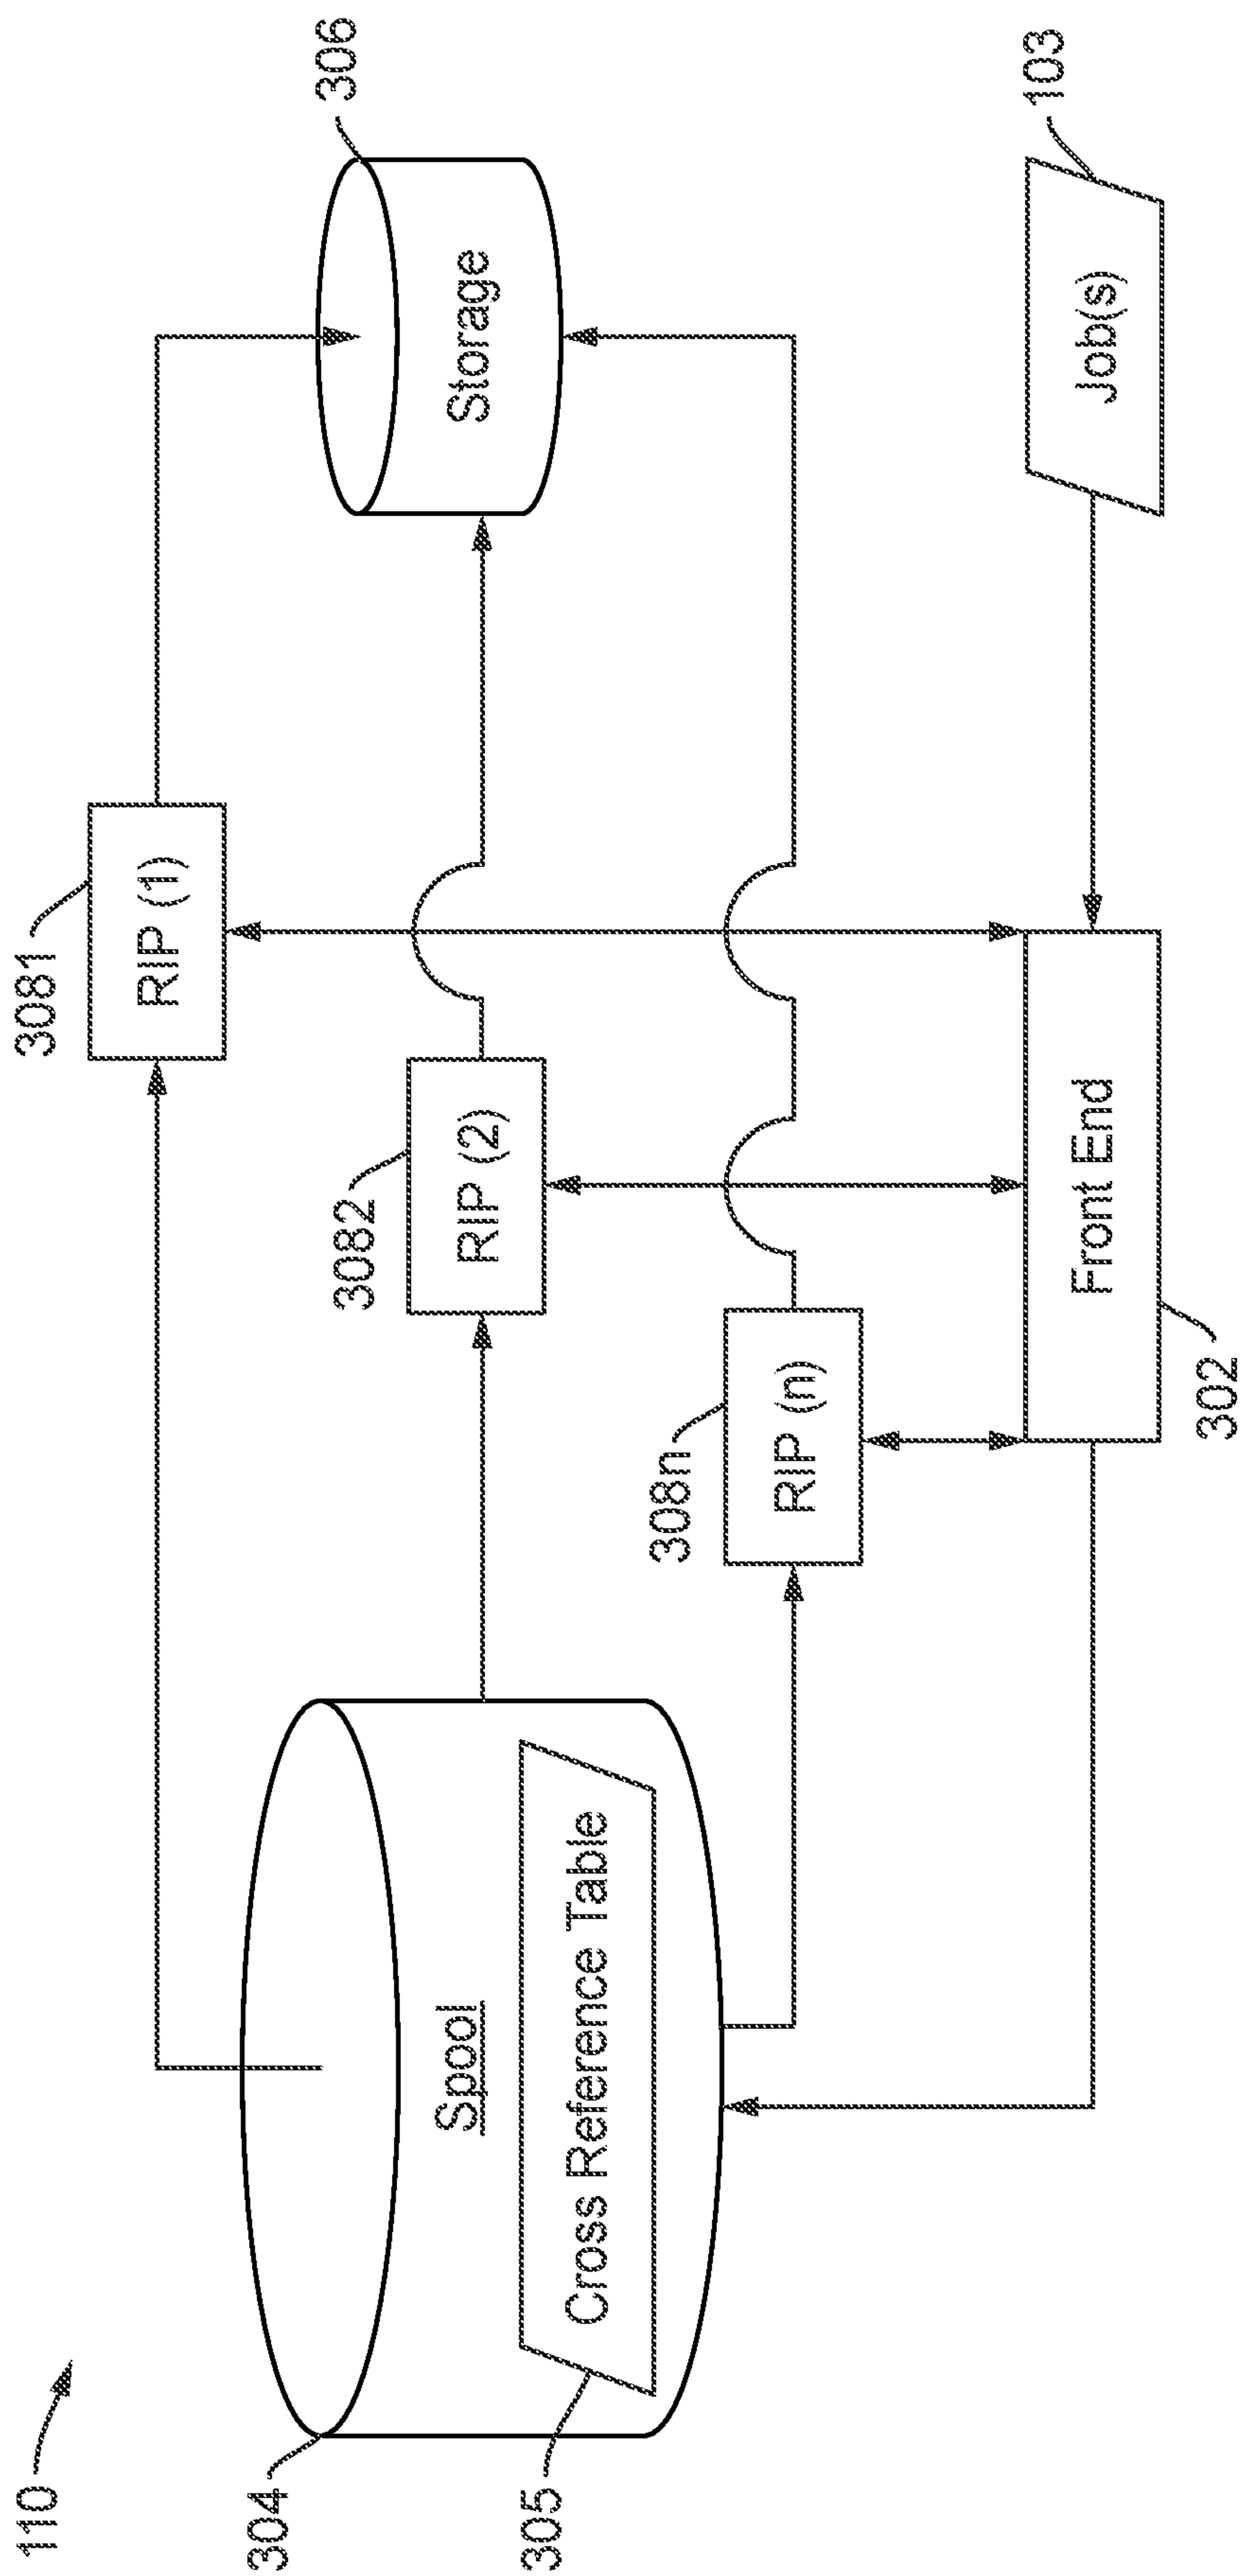 110
3081
RIP (1)
306
304
Spool
3082
RIP (2)
Storage
305
Cross Reference Table
308n
RIP (n)
Front End
302
Job(s)
103